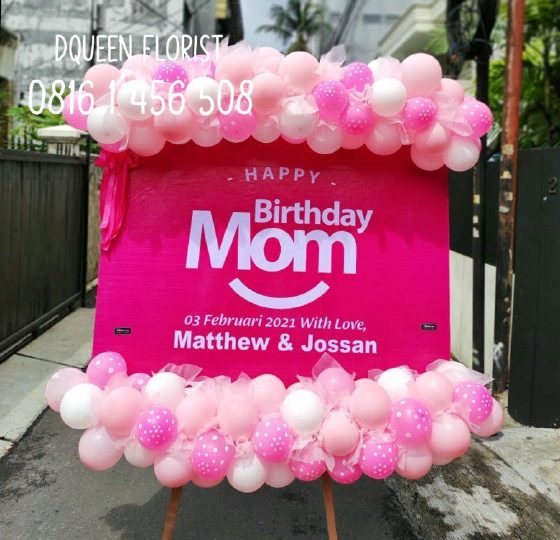 DQUEEN FLORIST
0816 1 456 508
- HAPPY -
Birthday
Mom
03 Februari 2021 With Love,
Matthew & Jossan